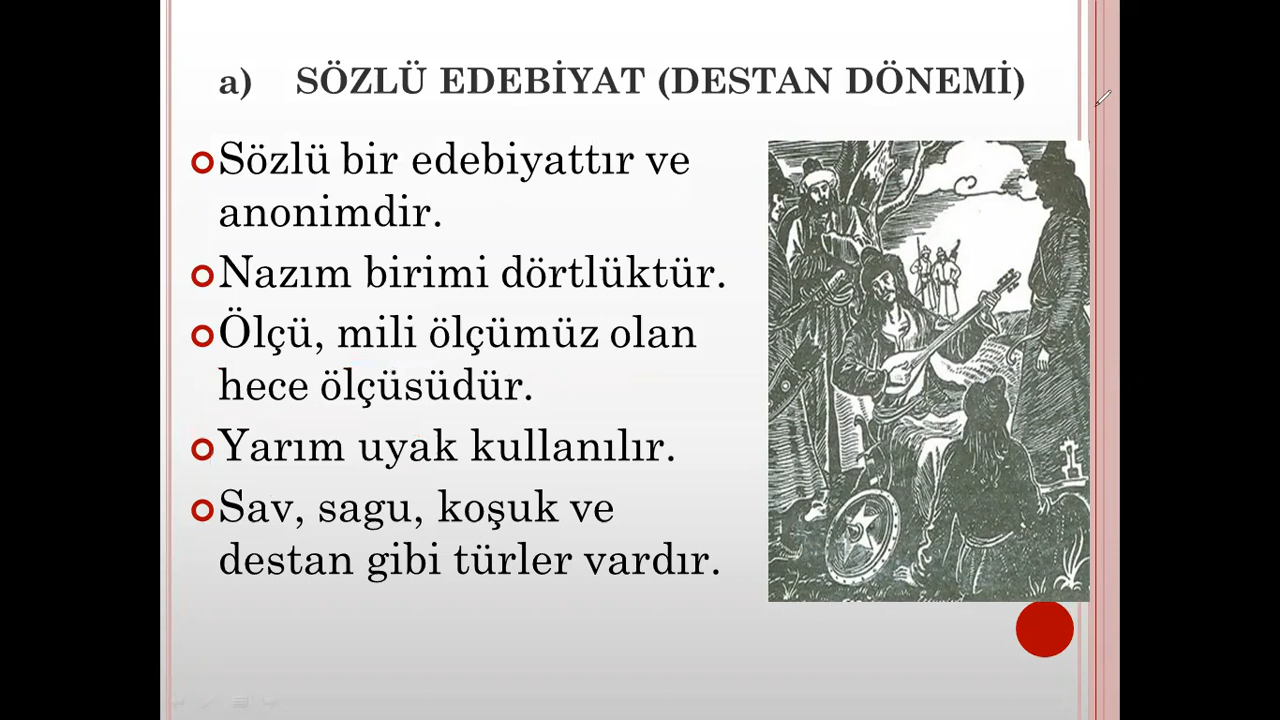 a) SÖZLÜ EDEBİYAT (DESTAN DÖNEMİ)
Sözlü bir edebiyattır ve
anonimdir.
Nazım birimi dörtlüktür.
Ölçü, mili ölçümüz olan
hece ölçüsüdür.
Yarım uyak kullanılır.
Sav, sagu, koşuk ve
destan gibi türler vardır.